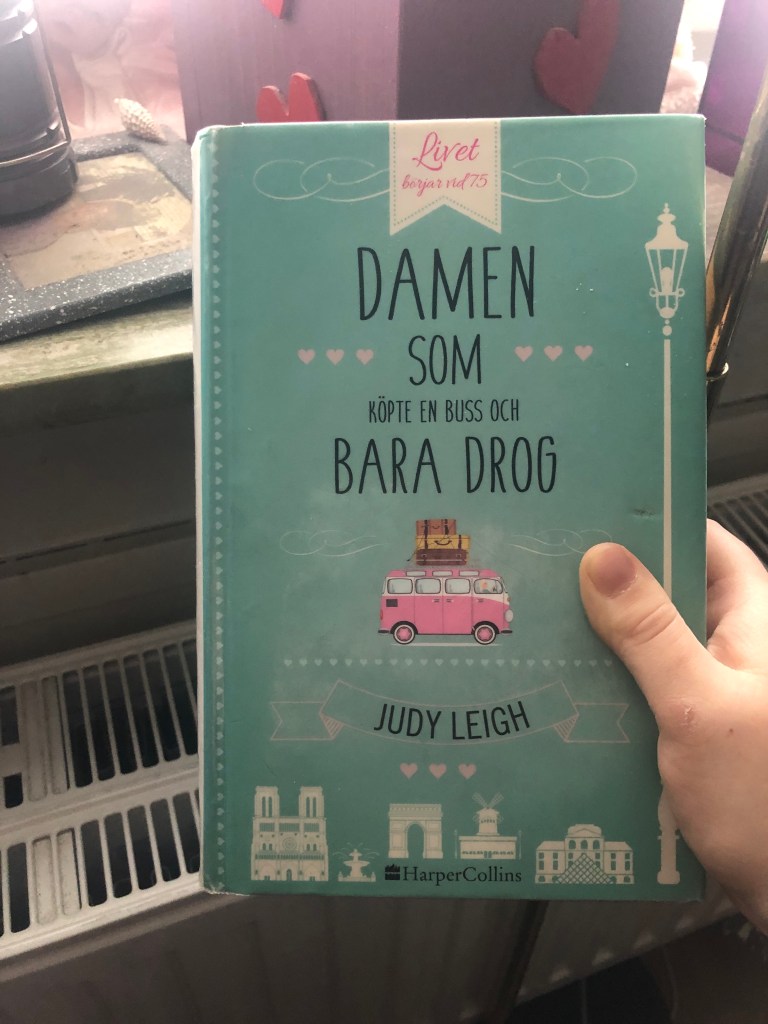 Livet
börjar vid 75
DAMEN
SOM
KÖPTE EN BUSS OCH
BARA DROG
JUDY LEIGH
HarperCollins